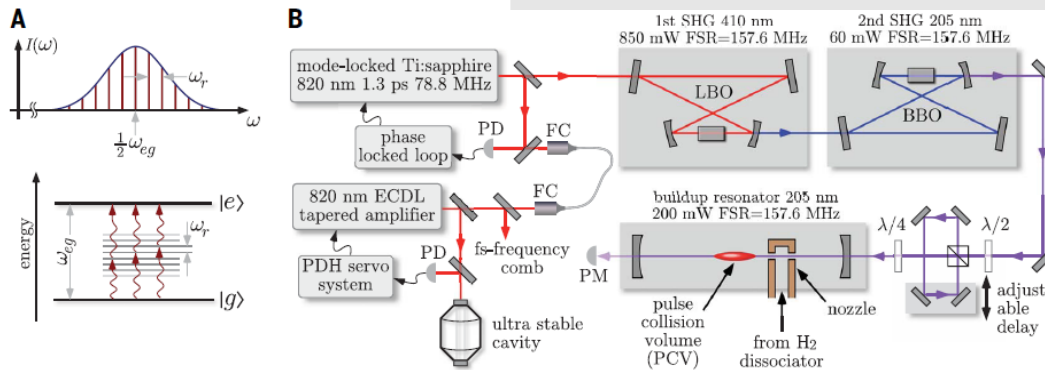 A
I(ω)
ω_r
ω
½ω_eg
energy
ω_eg
|e⟩
ω_r
|g⟩
B
mode-locked Ti:sapphire
820 nm 1.3 ps 78.8 MHz
phase
locked loop
PD
FC
820 nm ECDL
tapered amplifier
FC
PD
fs-frequency
comb
PDH servo
system
ultra stable
cavity
1st SHG 410 nm
850 mW FSR=157.6 MHz
LBO
2nd SHG 205 nm
60 mW FSR=157.6 MHz
BBO
buildup resonator 205 nm
200 mW FSR=157.6 MHz
PM
pulse
collision
volume
(PCV)
from H₂
dissociator
nozzle
λ/4
λ/2
adjust
able
delay